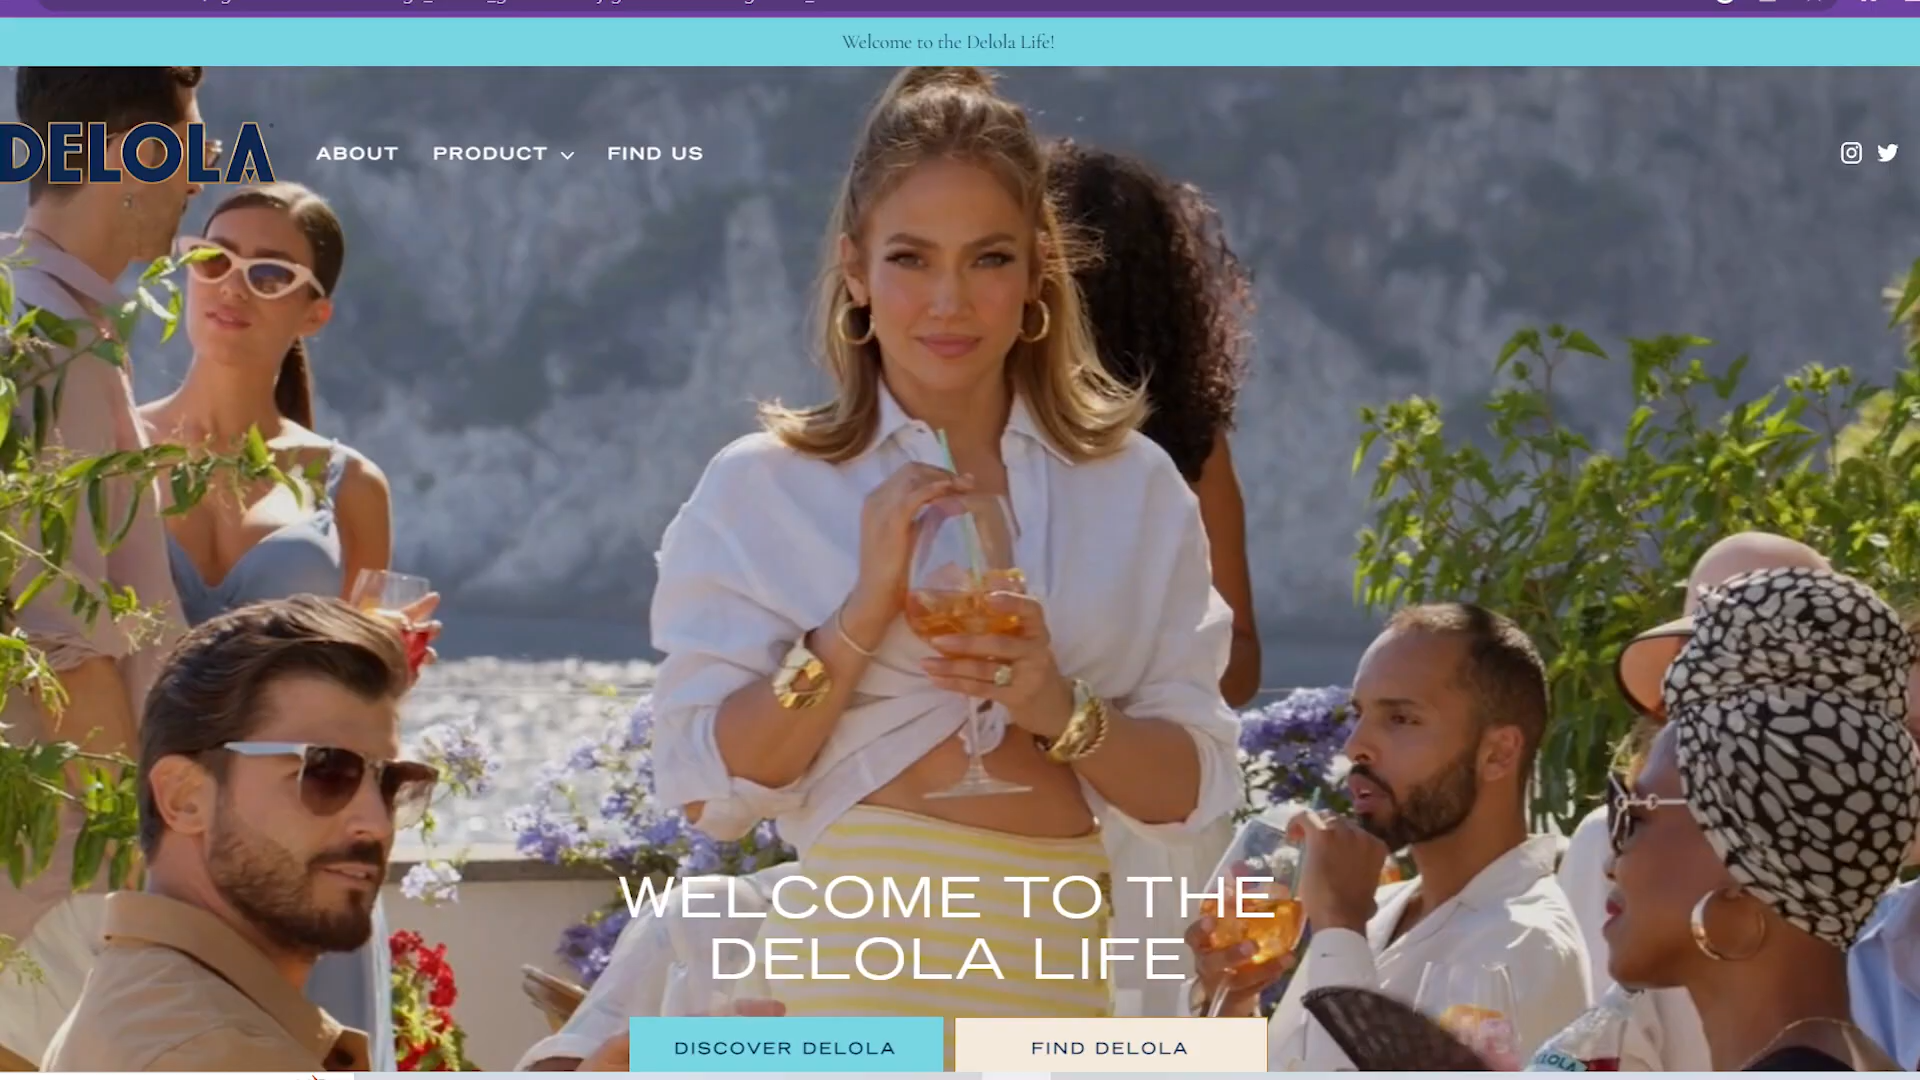 Welcome to the Delola Life!
DELOLA
ABOUT
PRODUCT
FIND US
WELCOME TO THE
DELOLA LIFE
DISCOVER DELOLA
FIND DELOLA
DELOLA